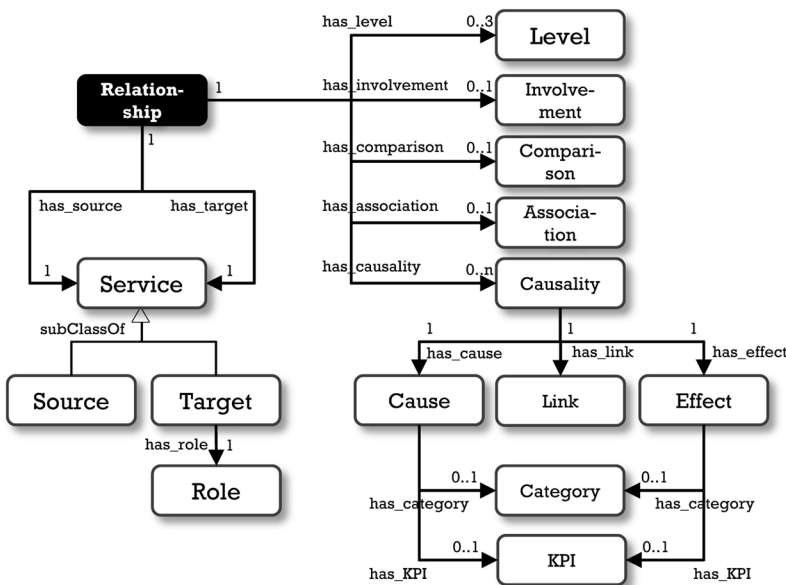 has_level
0..3
Level
Relation-
ship
1
has_involvement
0..1
Involve-
ment
1
has_comparison
0..1
Compari-
son
has_source
has_target
has_association
0..1
Associa-
tion
1
1
Service
has_causality
0..n
Causality
subClassOf
1
1
1
has_cause
has_link
has_effect
Source
Target
Cause
Link
Effect
has_role
1
Role
0..1
Category
0..1
has_category
has_category
0..1
KPI
0..1
has_KPI
has_KPI